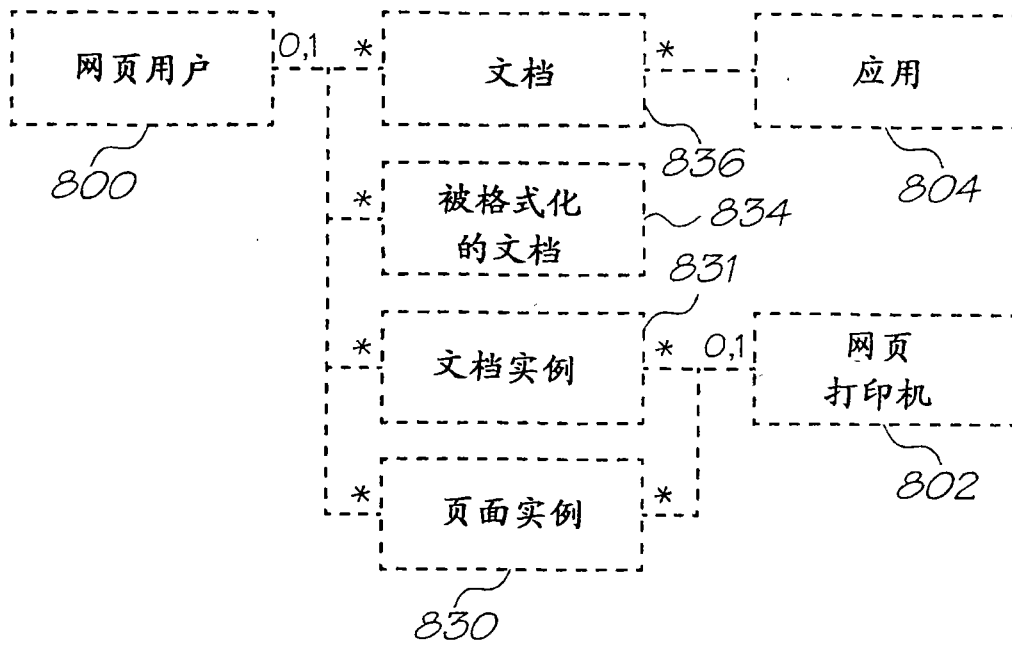 网页用户
0,1
*
文档
*
应用
800
836
804
*
被格式化
的文档
834
831
*
文档实例
*
0,1
网页
打印机
802
*
页面实例
*
830